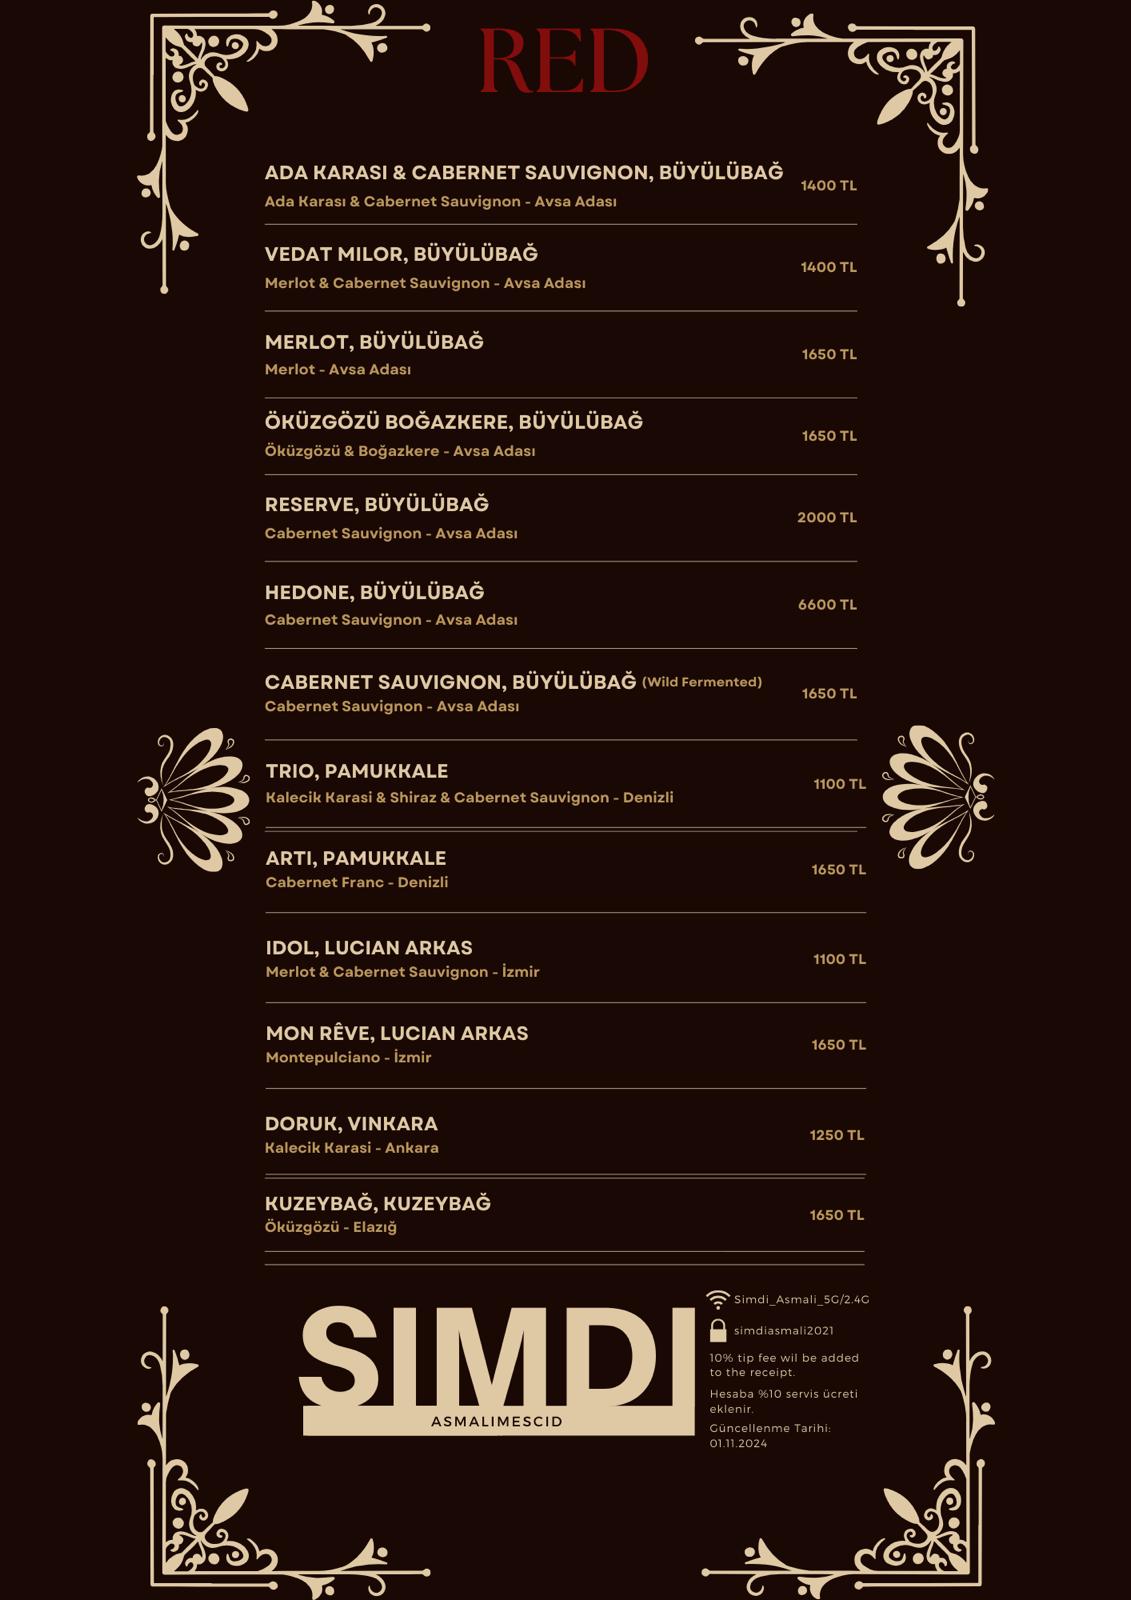 RED
ADA KARASI & CABERNET SAUVIGNON, BÜYÜLÜBAĞ
1400 TL
Ada Karası & Cabernet Sauvignon - Avsa Adası
VEDAT MILOR, BÜYÜLÜBAĞ
1400 TL
Merlot & Cabernet Sauvignon - Avsa Adası
MERLOT, BÜYÜLÜBAĞ
1650 TL
Merlot - Avsa Adası
ÖKÜZGÖZÜ BOĞAZKERE, BÜYÜLÜBAĞ
1650 TL
Öküzgözü & Boğazkere - Avsa Adası
RESERVE, BÜYÜLÜBAĞ
2000 TL
Cabernet Sauvignon - Avsa Adası
HEDONE, BÜYÜLÜBAĞ
6600 TL
Cabernet Sauvignon - Avsa Adası
CABERNET SAUVIGNON, BÜYÜLÜBAĞ (Wild Fermented)
1650 TL
Cabernet Sauvignon - Avsa Adası
TRIO, PAMUKKALE
1100 TL
Kalecik Karasi & Shiraz & Cabernet Sauvignon - Denizli
ARTI, PAMUKKALE
1650 TL
Cabernet Franc - Denizli
IDOL, LUCIAN ARKAS
1100 TL
Merlot & Cabernet Sauvignon - İzmir
MON RÊVE, LUCIAN ARKAS
1650 TL
Montepulciano - İzmir
DORUK, VINKARA
1250 TL
Kalecik Karasi - Ankara
KUZEYBAĞ, KUZEYBAĞ
1650 TL
Öküzgözü - Elazığ
SIMDI
ASMALIMESCID
Simdi_Asmali_5G/2.4G
simdiasmali2021
10% tip fee wil be added
to the receipt.
Hesaba %10 servis ücreti
eklenir.
Güncellenme Tarihi:
01.11.2024